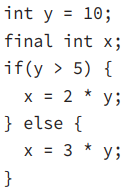 int y = 10;
final int x;
if(y > 5) {
  x = 2 * y;
} else {
  x = 3 * y;
}